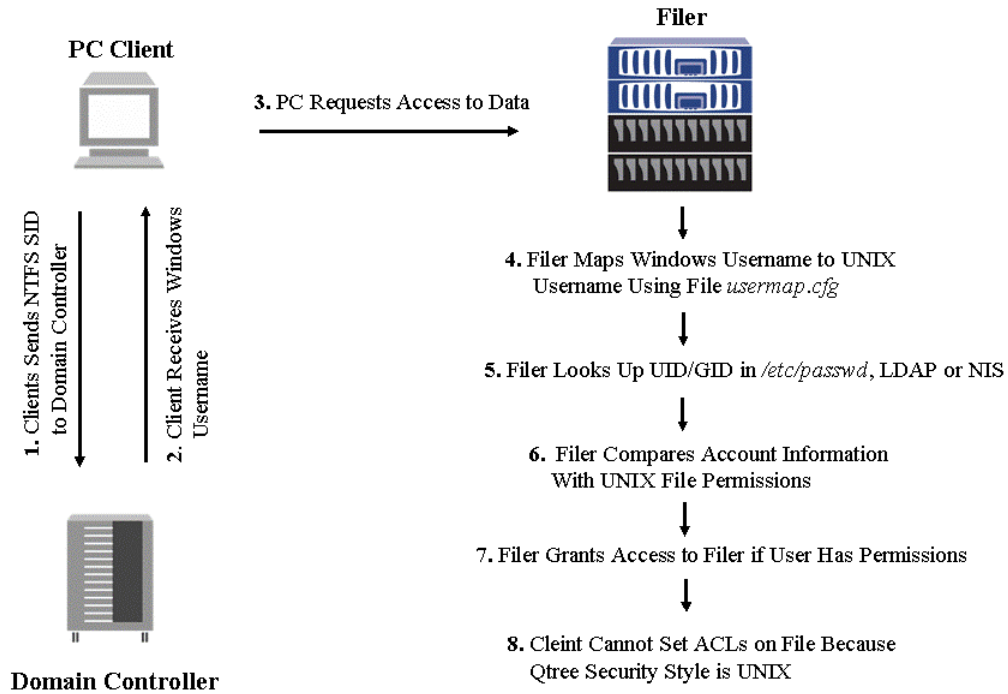 Filer
PC Client
3. PC Requests Access to Data
1. Clients Sends NTFS SID
to Domain Controller
2. Client Receives Windows
Username
4. Filer Maps Windows Username to UNIX
Username Using File usermap.cfg
5. Filer Looks Up UID/GID in /etc/passwd, LDAP or NIS
6. Filer Compares Account Information
With UNIX File Permissions
7. Filer Grants Access to Filer if User Has Permissions
8. Cleint Cannot Set ACLs on File Because
Qtree Security Style is UNIX
Domain Controller